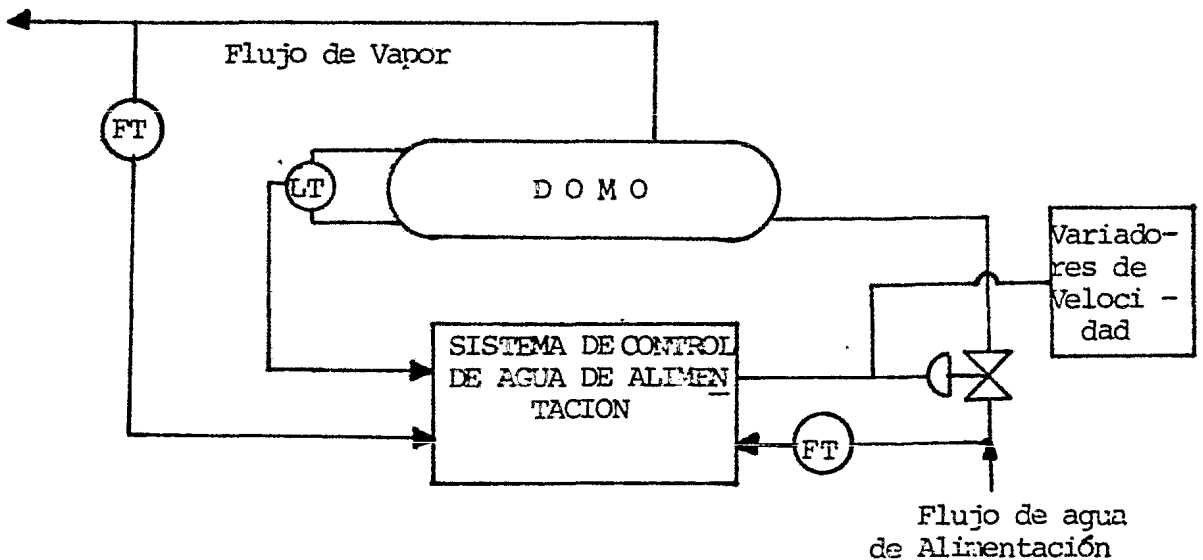 Flujo de Vapor
FT
LT
D O M O
Variado-
res de
Veloci -
dad
SISTEMA DE CONTROL
DE AGUA DE ALIMEN
TACION
FT
Flujo de agua
de Alimentación